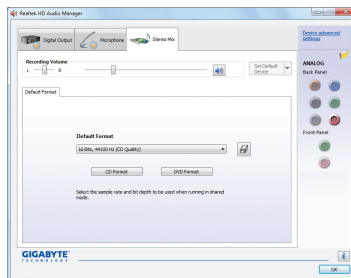 Realtek HD Audio Manager
Digital Output
Microphone
Stereo Mix
Device advanced settings
Recording Volume
L
R
Set Default Device
ANALOG
Back Panel
Default Format
Default Format
16 Bits, 44100 Hz (CD Quality)
CD Format
DVD Format
Select the sample rate and bit depth to be used when running in shared
mode.
Front Panel
GIGABYTE
TECHNOLOGY
OK